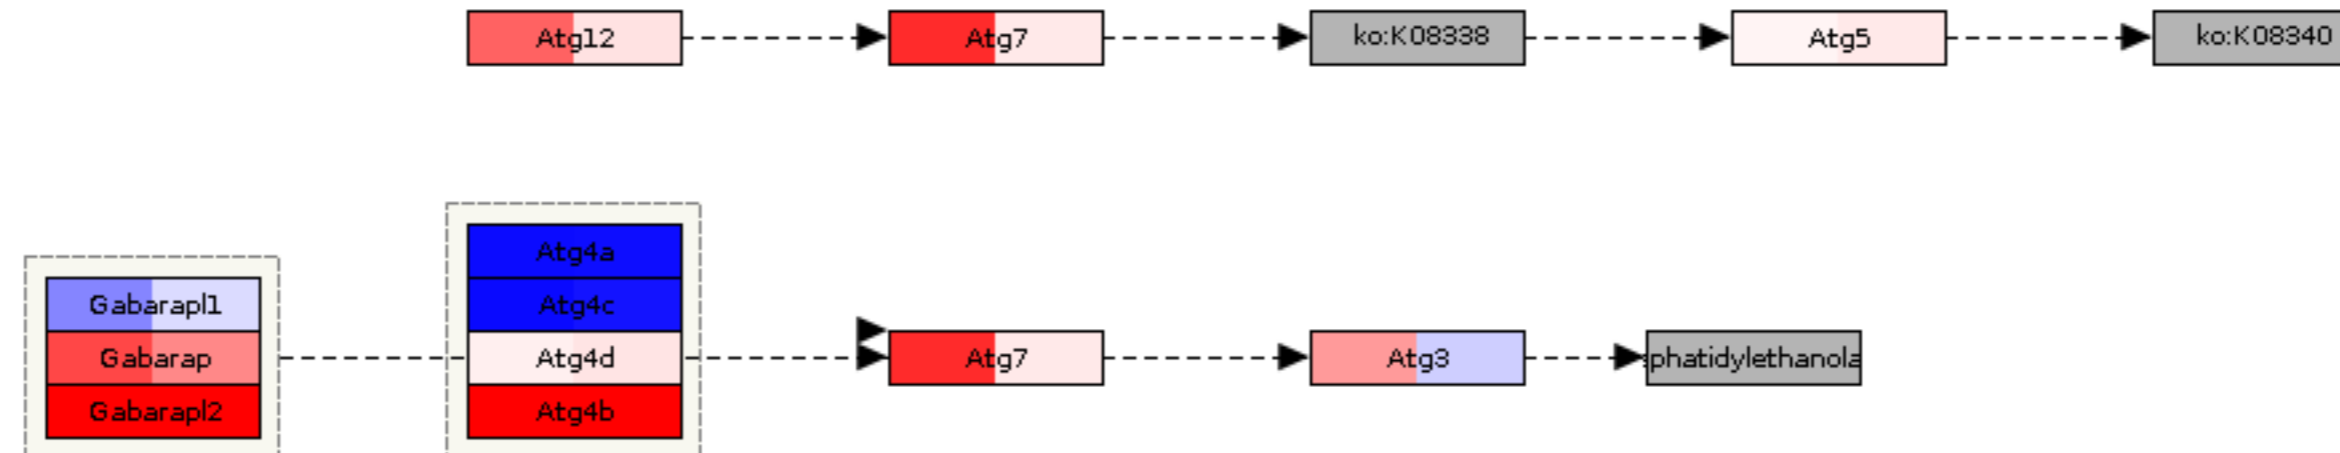 Atg12 Atg7 ko:K08338 Atg5 ko:K08340
Atg4a
Gabarapl1 Atg4c
Gabarap Atg4d Atg7 Atg3 phatidylethanola
Gabarapl2 Atg4b